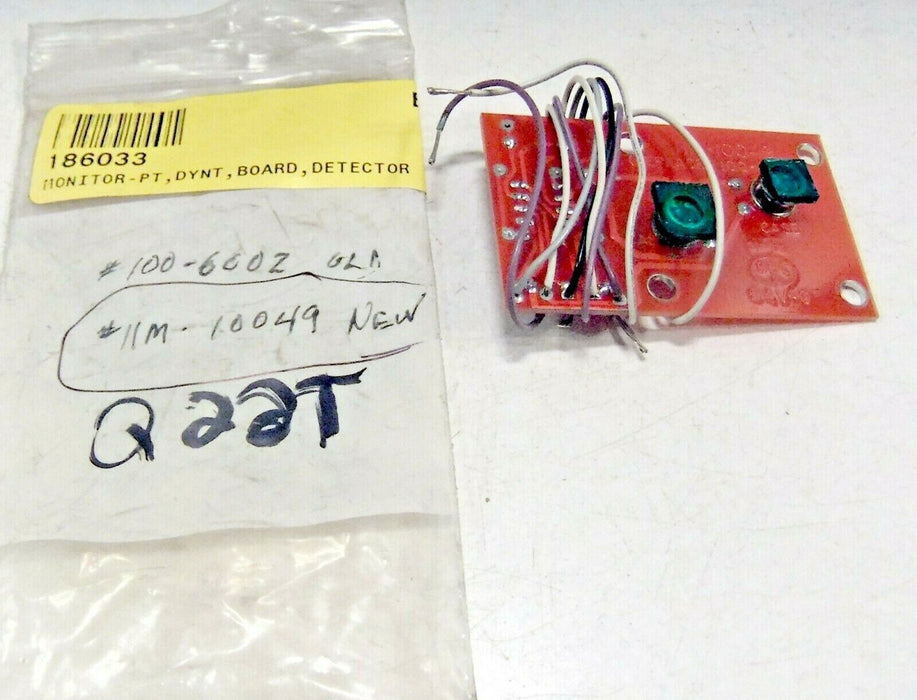 186033
MONITOR-PT,DYNT,BOARD,DETECTOR
#100-6602 OLD
#11M-10049 NEW
Q22T